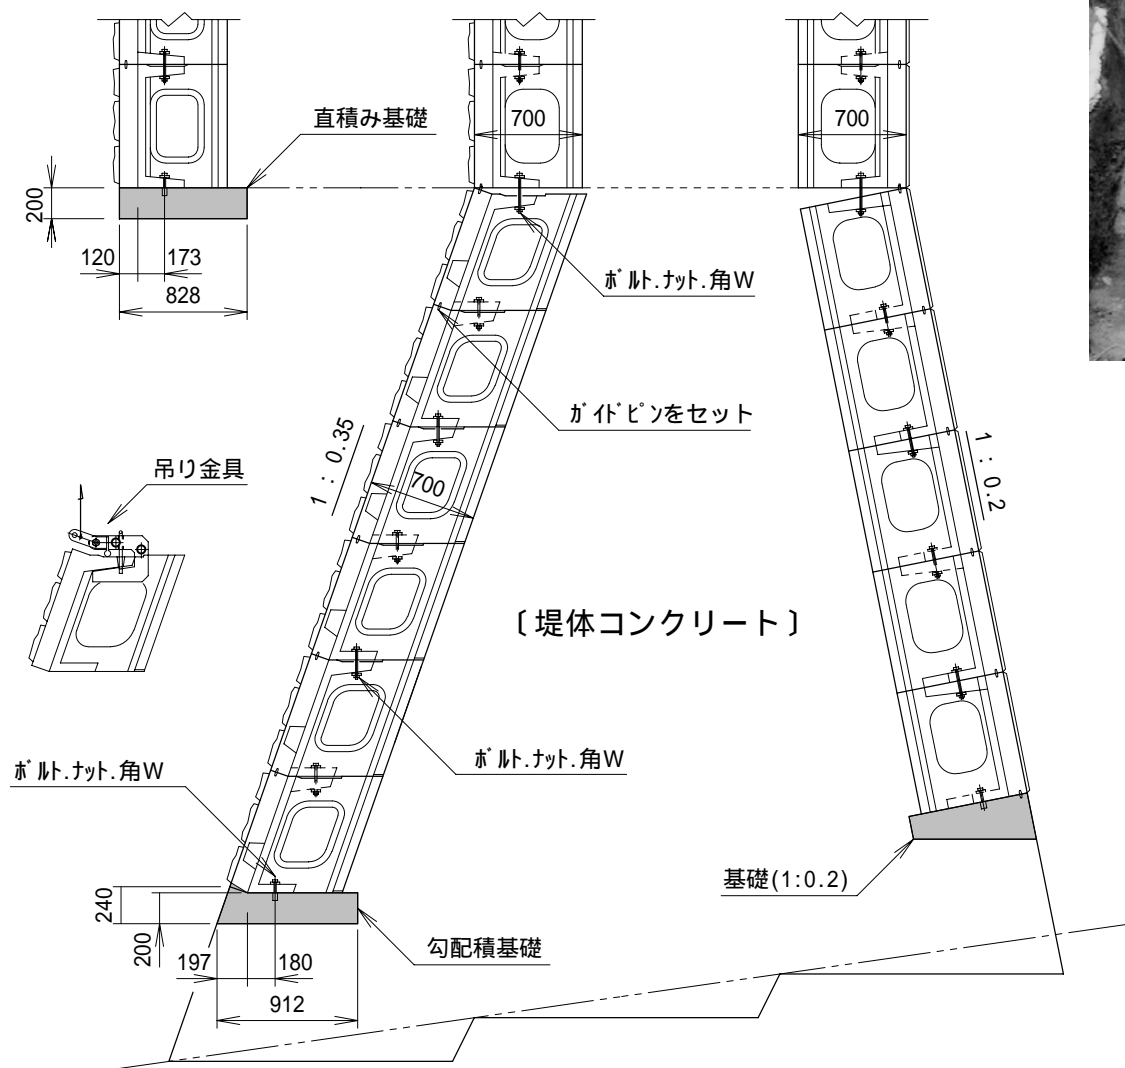 直積み基礎
700
700
200
120
173
828
ボルト.ナット.角W
ガイドピンをセット
1 : 0.35
1 : 0.2
700
吊り金具
〔堤体コンクリート〕
ボルト.ナット.角W
ボルト.ナット.角W
基礎(1:0.2)
240
200
勾配積基礎
197
180
912